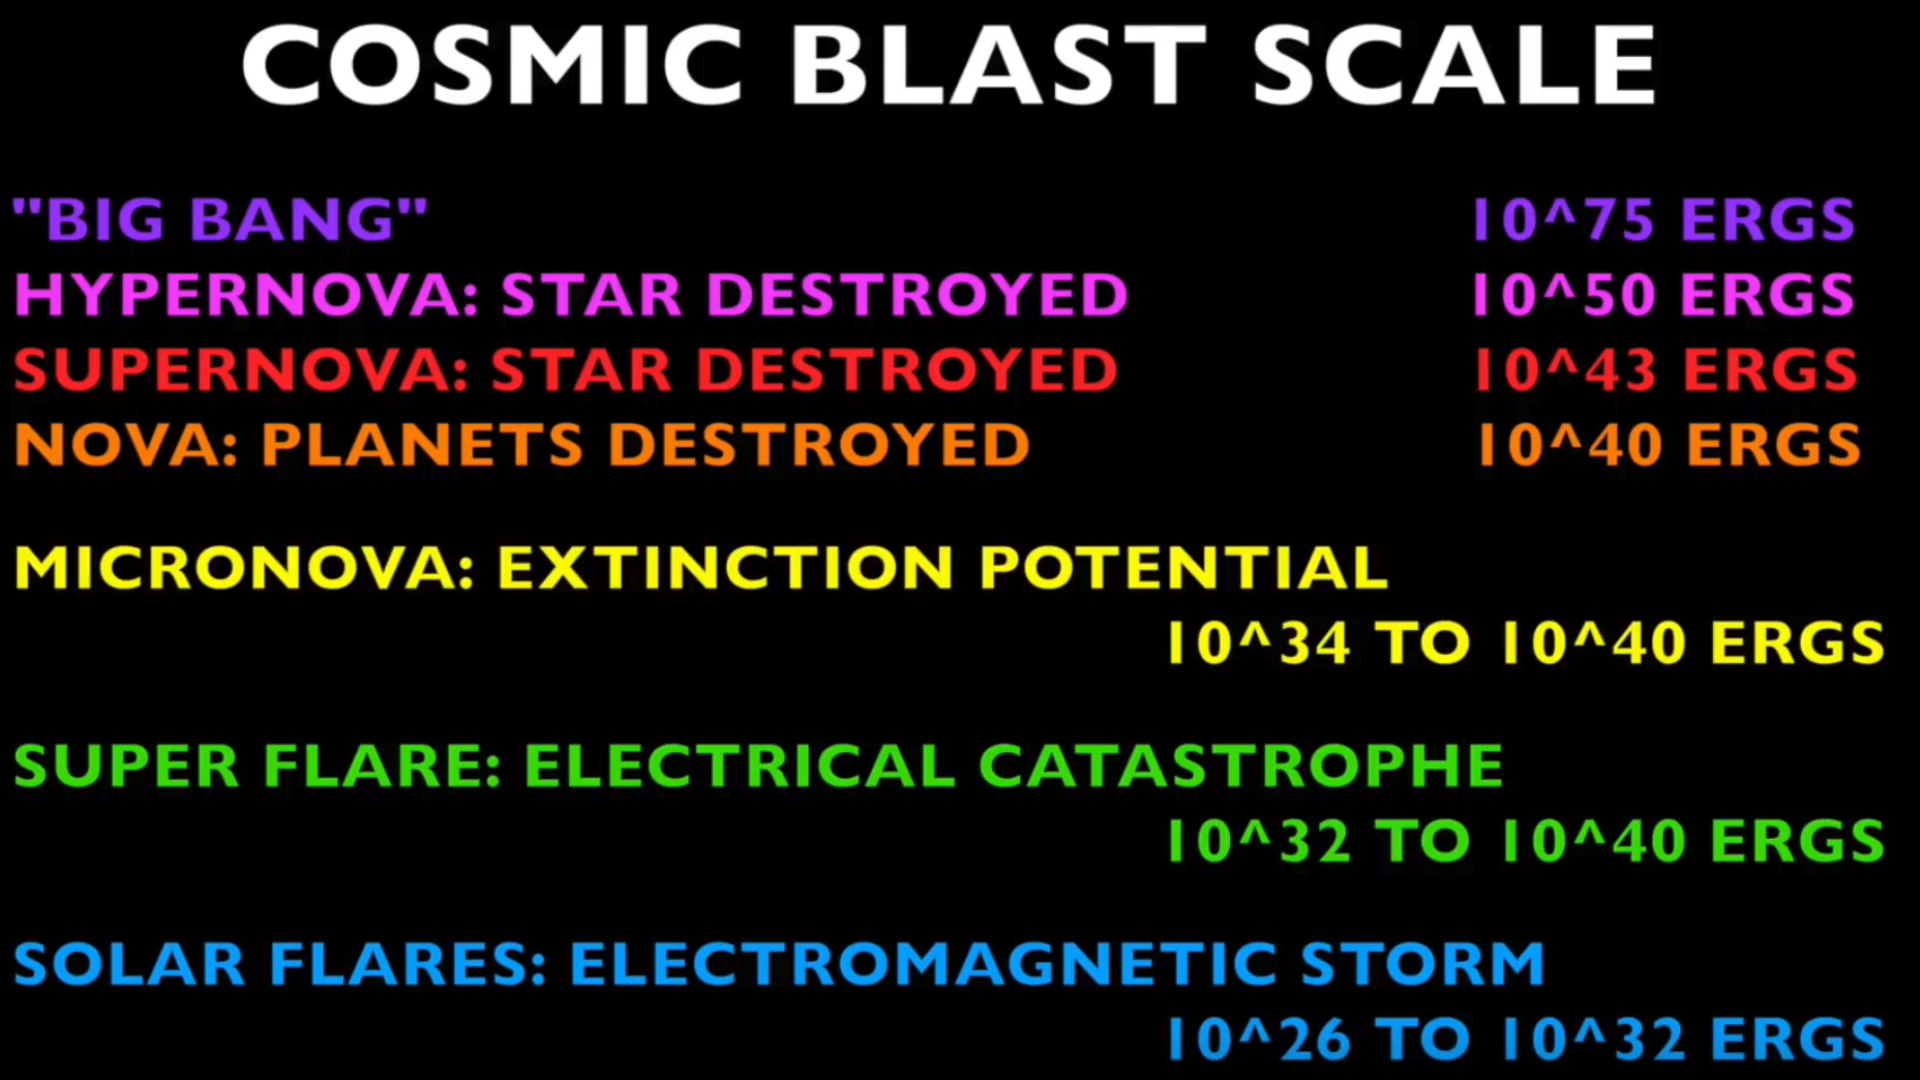 COSMIC BLAST SCALE
"BIG BANG" 10^75 ERGS
HYPERNOVA: STAR DESTROYED 10^50 ERGS
SUPERNOVA: STAR DESTROYED 10^43 ERGS
NOVA: PLANETS DESTROYED 10^40 ERGS
MICRONOVA: EXTINCTION POTENTIAL
10^34 TO 10^40 ERGS
SUPER FLARE: ELECTRICAL CATASTROPHE
10^32 TO 10^40 ERGS
SOLAR FLARES: ELECTROMAGNETIC STORM
10^26 TO 10^32 ERGS